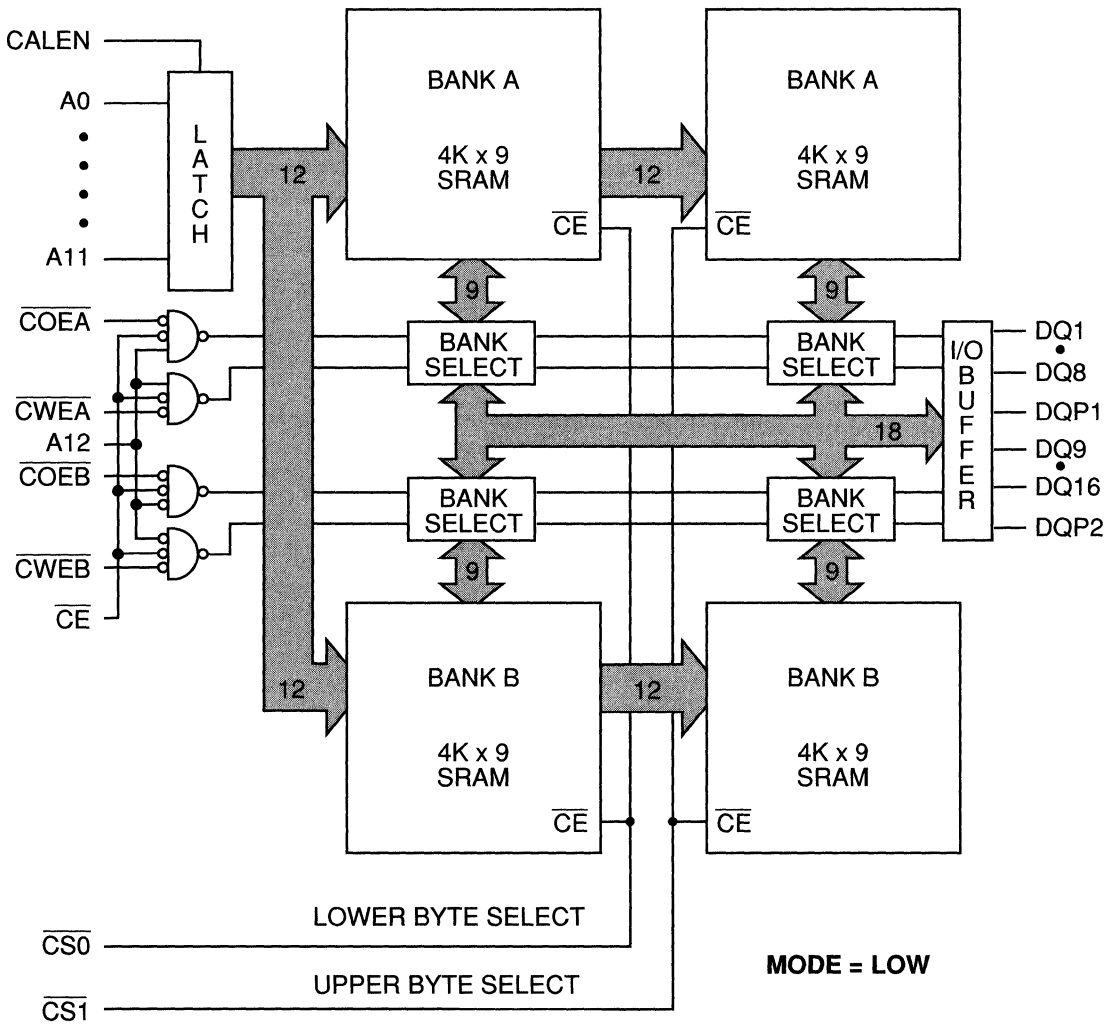 CALEN
A0
A11
LATCH
12
BANK A
4K x 9
SRAM
CE
12
BANK A
4K x 9
SRAM
CE
9
9
COEA
CWEA
A12
COEB
CWEB
CE
BANK
SELECT
BANK
SELECT
18
BANK
SELECT
BANK
SELECT
I/O
BUFFER
DQ1
DQ8
DQP1
DQ9
DQ16
DQP2
9
9
12
BANK B
4K x 9
SRAM
CE
12
BANK B
4K x 9
SRAM
CE
LOWER BYTE SELECT
CS0
UPPER BYTE SELECT
CS1
MODE = LOW